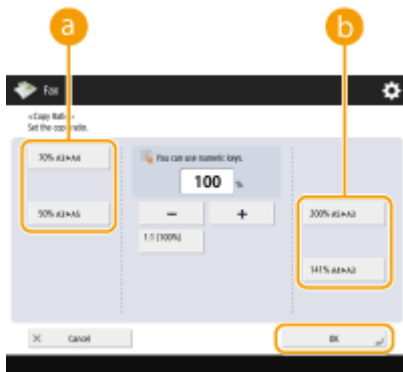 a
b
Fax
<Copy Ratio>
Set the copy ratio.
70% A3►A4
You can use numeric keys.
100 %
50% A3►A5
-
+
200% A5►A3
1:1 [100%]
141% A4►A3
Cancel
OK